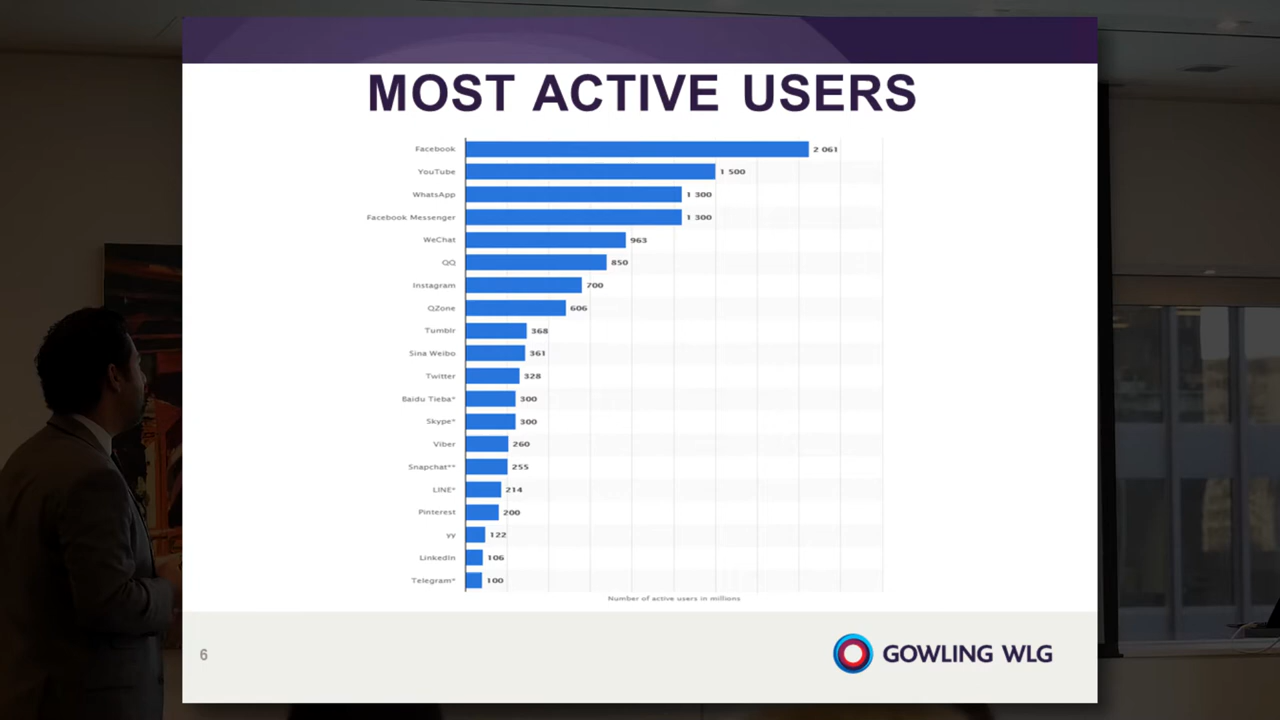 MOST ACTIVE USERS
Facebook 2 061
YouTube 1 500
WhatsApp 1 300
Facebook Messenger 1 300
WeChat 963
QQ 850
Instagram 700
QZone 606
Tumblr 368
Sina Weibo 361
Twitter 328
Baidu Tieba* 300
Skype* 300
Viber 260
Snapchat** 255
LINE* 214
Pinterest 200
yy 122
LinkedIn 106
Telegram* 100
Number of active users in millions
6
GOWLING WLG